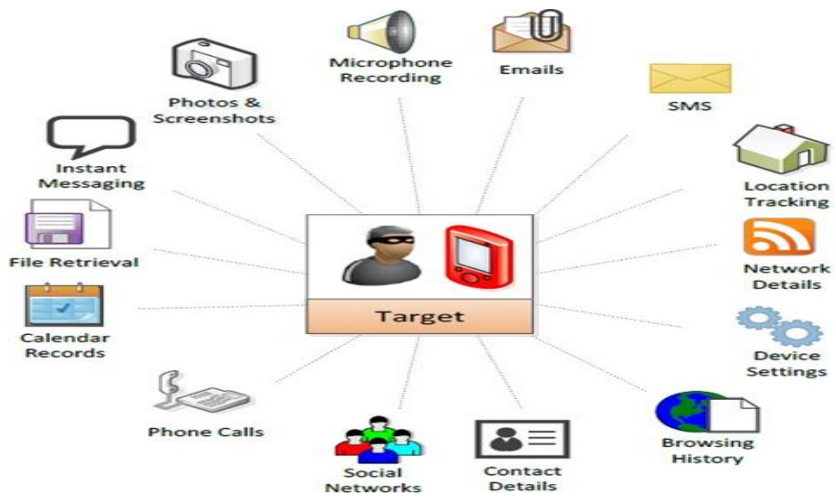 Microphone
Recording
Emails
SMS
Location
Tracking
Network
Details
Device
Settings
Browsing
History
Contact
Details
Social
Networks
Phone Calls
Calendar
Records
File Retrieval
Instant
Messaging
Photos &
Screenshots
Target